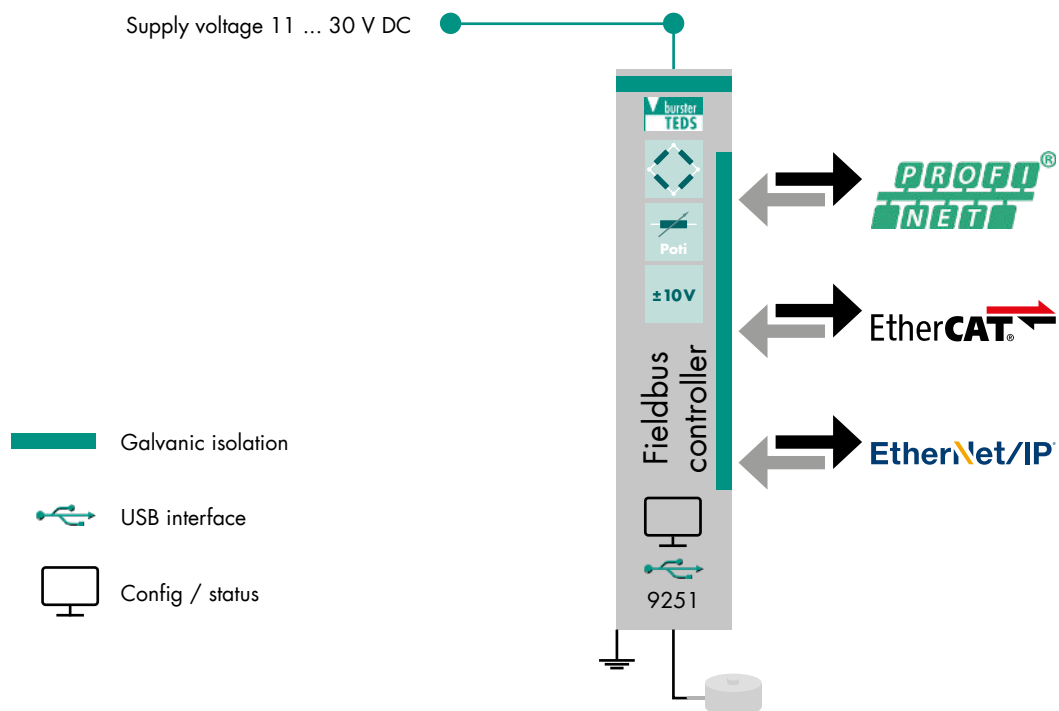 Supply voltage 11 ... 30 V DC
burster
TEDS
PROFI®
NET
Poti
±10V
EtherCAT®
Fieldbus
controller
EtherNet/IP
Galvanic isolation
USB interface
Config / status
9251